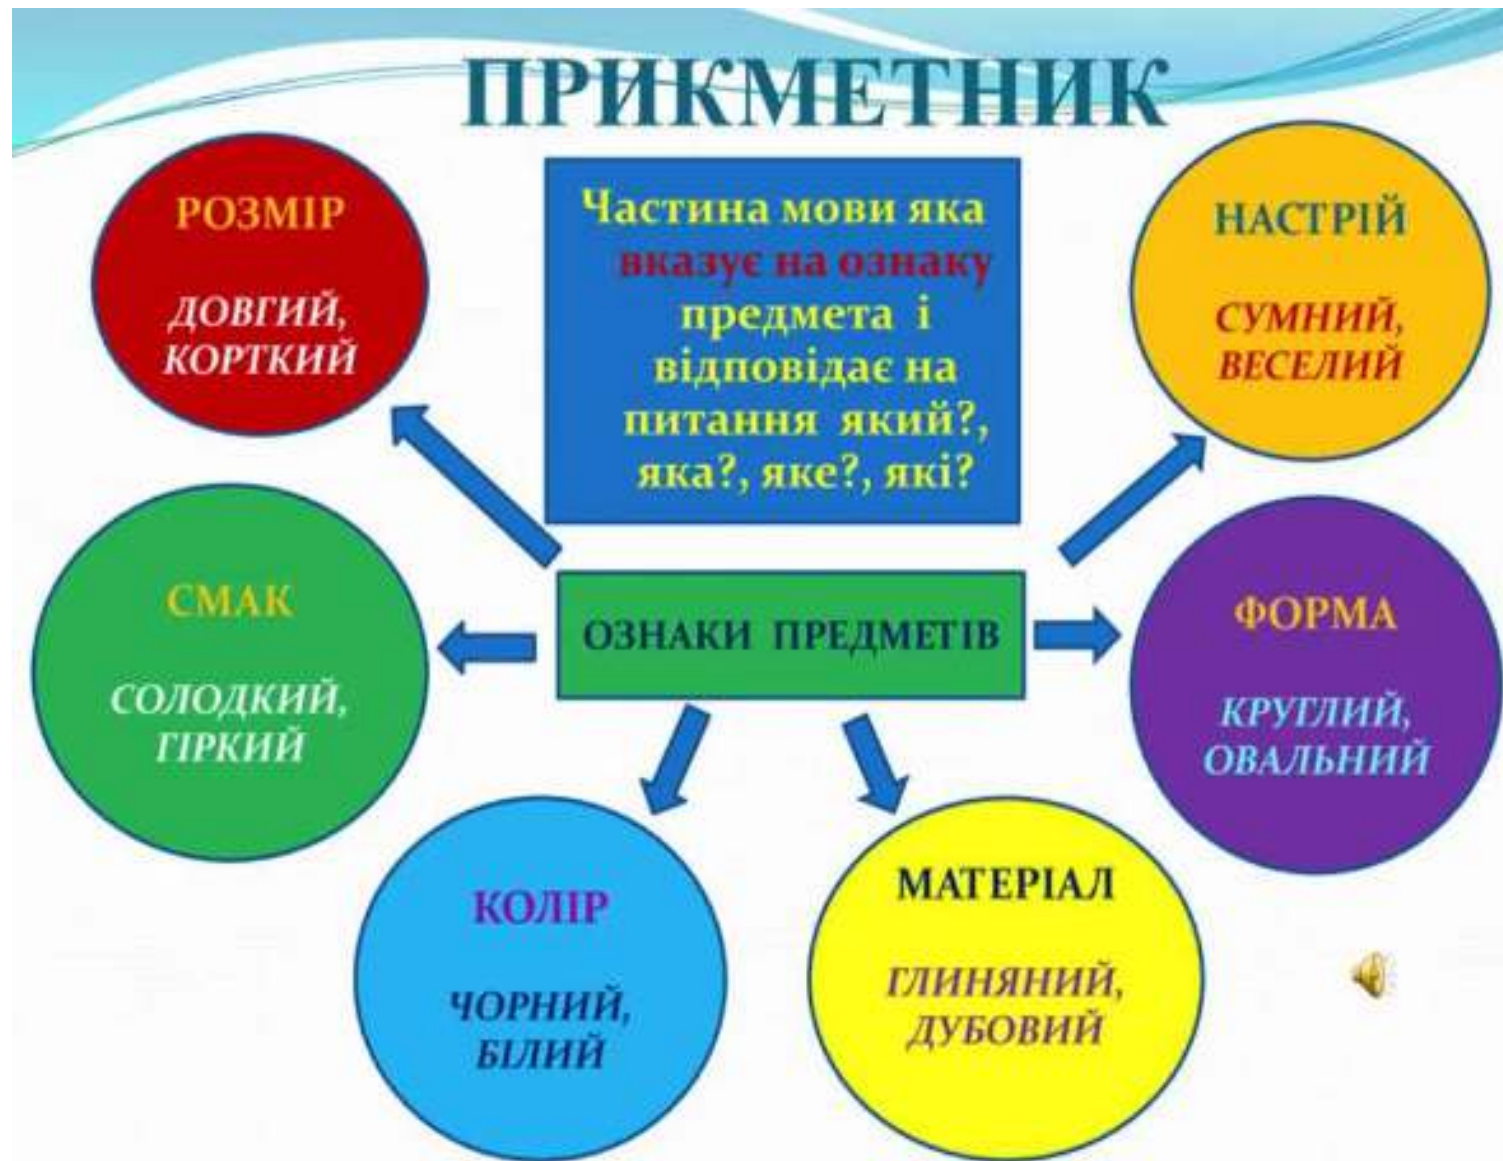 ПРИКМЕТНИК
Частина мови яка
вказує на ознаку
предмета і
відповідає на
питання який?,
яка?, яке?, які?
РОЗМІР
ДОВГИЙ,
КОРТКИЙ
НАСТРІЙ
СУМНИЙ,
ВЕСЕЛИЙ
СМАК
СОЛОДКИЙ,
ГІРКИЙ
ОЗНАКИ ПРЕДМЕТІВ
ФОРМА
КРУГЛИЙ,
ОВАЛЬНИЙ
КОЛІР
ЧОРНИЙ,
БІЛИЙ
МАТЕРІАЛ
ГЛИНЯНИЙ,
ДУБОВИЙ